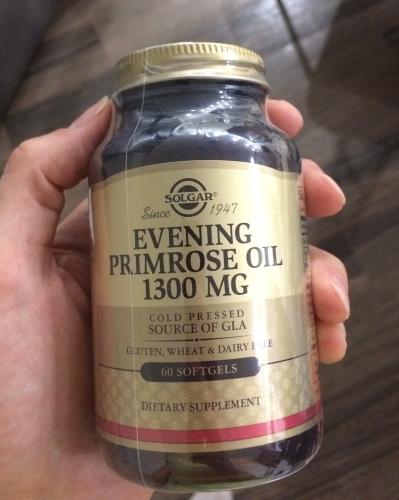 SOLGAR®
Since 1947
EVENING
PRIMROSE OIL
1300 MG
COLD PRESSED
SOURCE OF GLA
GLUTEN, WHEAT & DAIRY FREE
60 SOFTGELS
DIETARY SUPPLEMENT